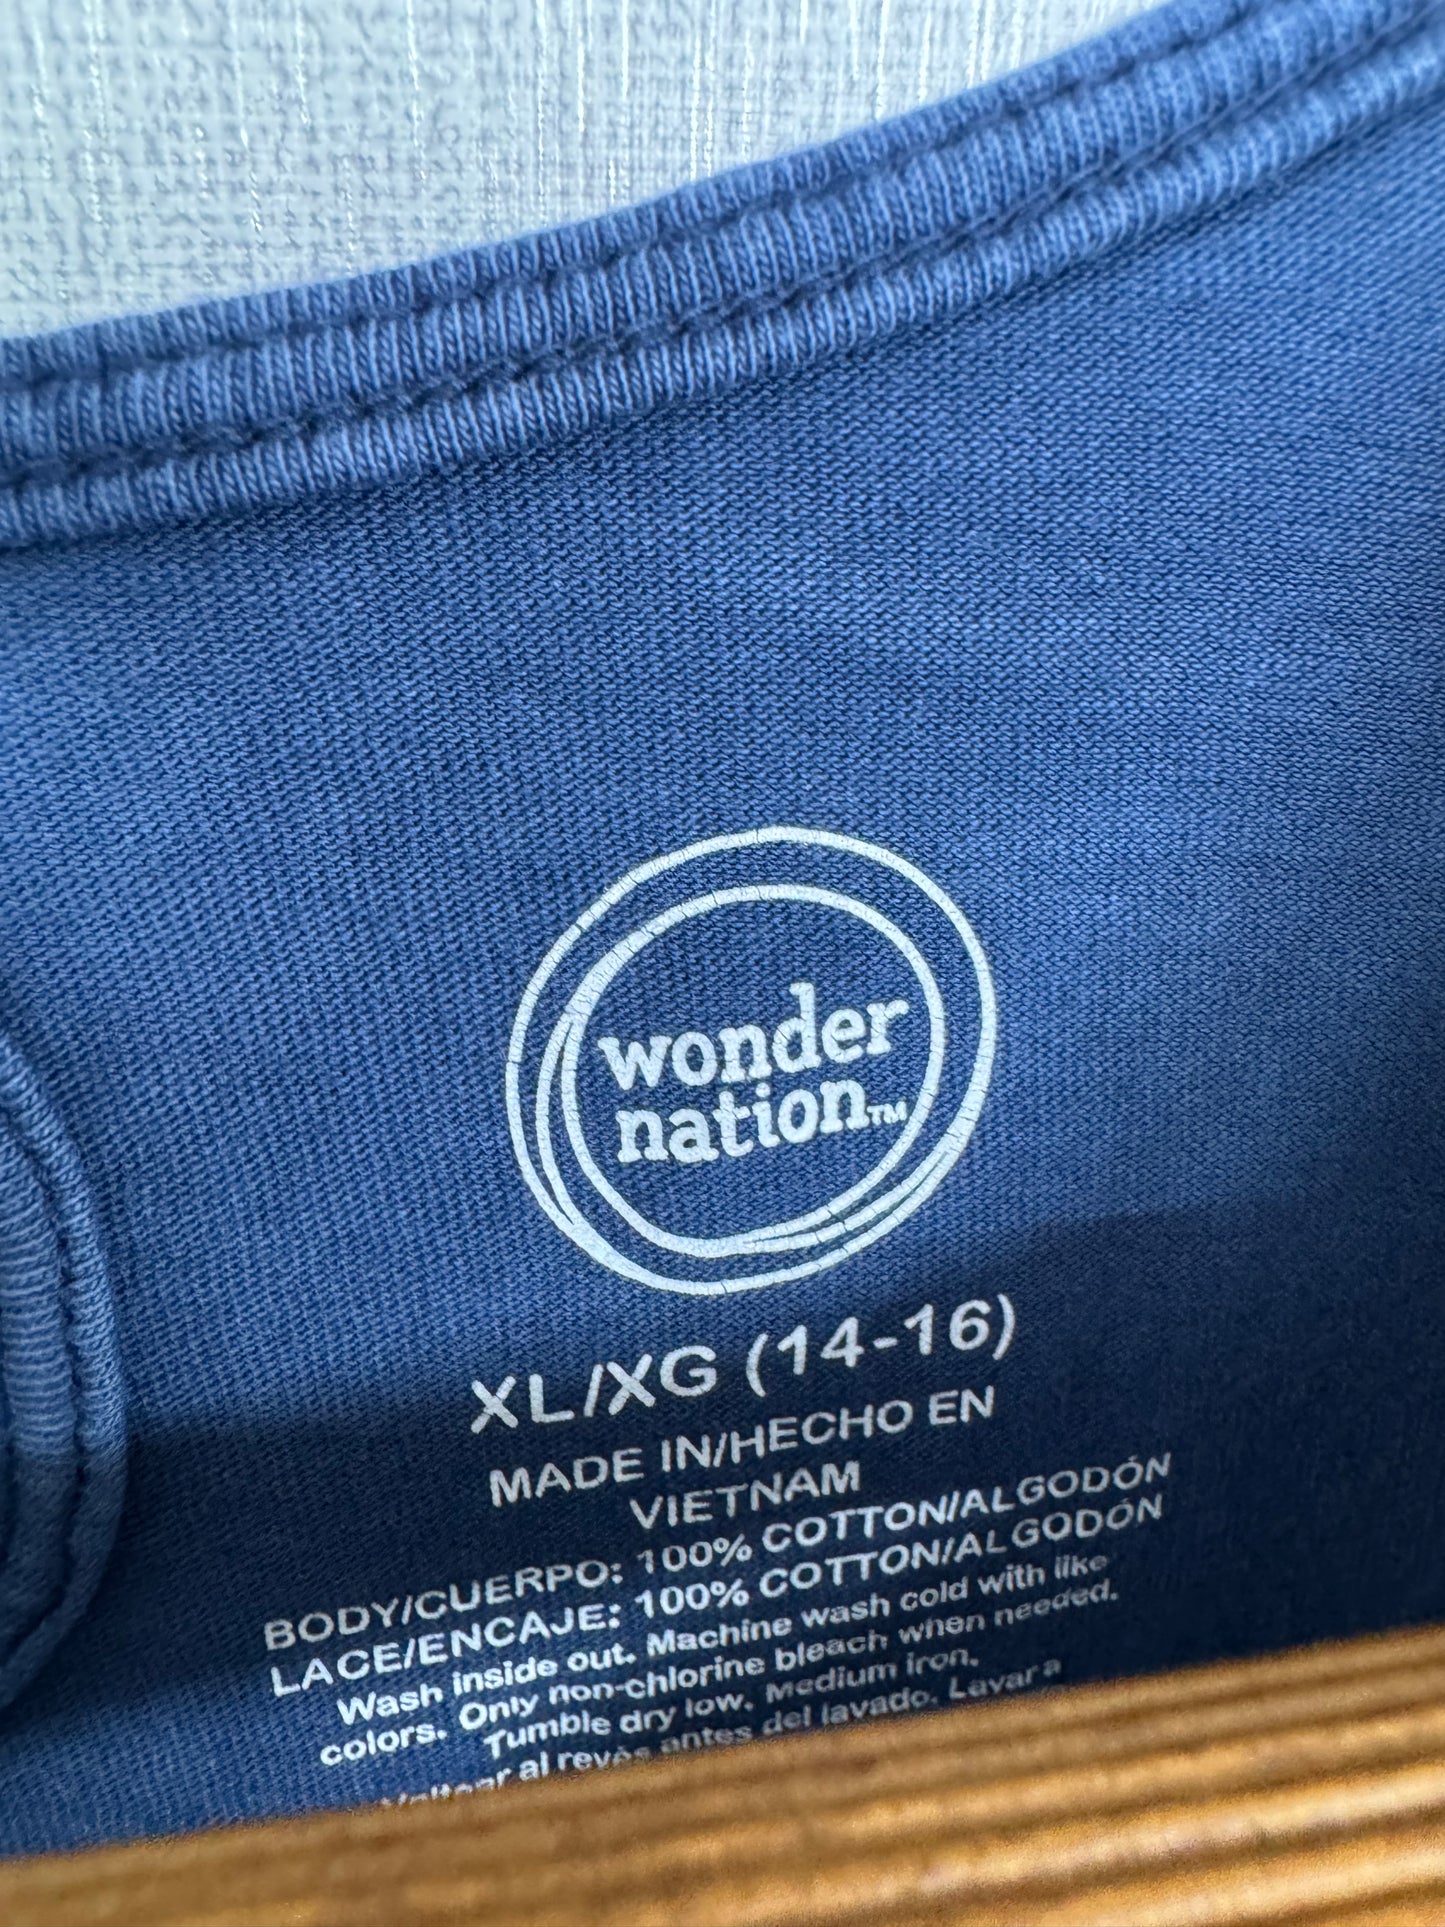 wonder
nation™
XL/XG (14-16)
MADE IN/HECHO EN
VIETNAM
BODY/CUERPO: 100% COTTON/ALGODÓN
LACE/ENCAJE: 100% COTTON/ALGODÓN
Wash inside out. Machine wash cold with like
colors. Only non-chlorine bleach when needed.
Tumble dry low. Medium iron.
al revés antes del lavado. Lavar a